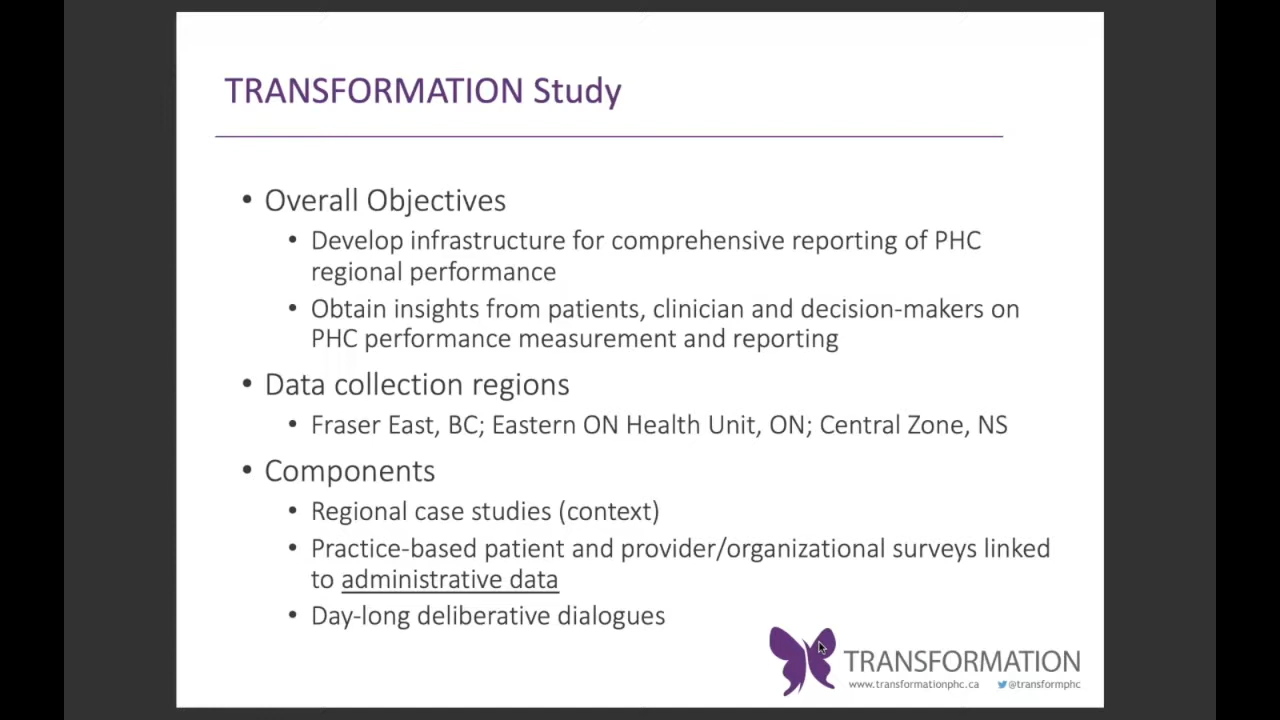 TRANSFORMATION Study
• Overall Objectives
• Develop infrastructure for comprehensive reporting of PHC
regional performance
• Obtain insights from patients, clinician and decision-makers on
PHC performance measurement and reporting
• Data collection regions
• Fraser East, BC; Eastern ON Health Unit, ON; Central Zone, NS
• Components
• Regional case studies (context)
• Practice-based patient and provider/organizational surveys linked
to administrative data
• Day-long deliberative dialogues
TRANSFORMATION
www.transformationphc.ca @transformphc